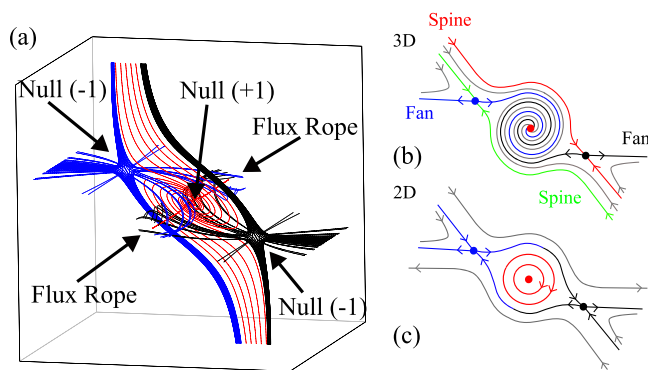 (a)
Null (-1)
Null (+1)
Flux Rope
Flux Rope
Null (-1)
Spine
3D
Fan
Fan
(b)
Spine
2D
(c)